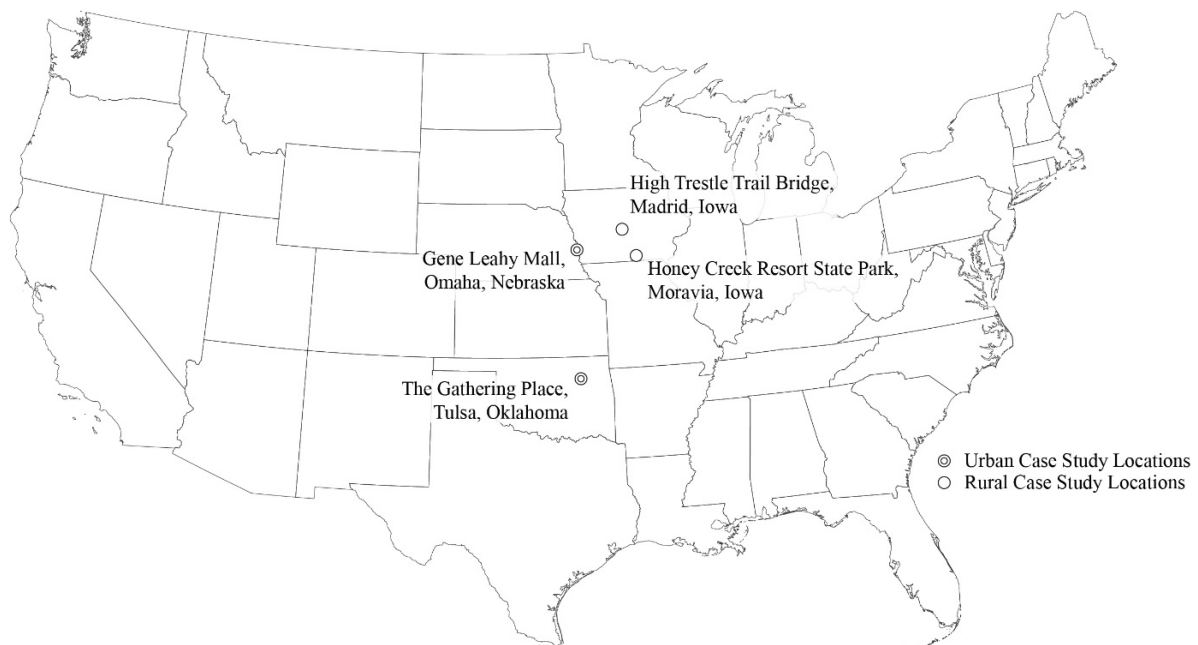 High Trestle Trail Bridge,
Madrid, Iowa
Gene Leahy Mall,
Omaha, Nebraska
Honey Creek Resort State Park,
Moravia, Iowa
The Gathering Place,
Tulsa, Oklahoma
Urban Case Study Locations
Rural Case Study Locations